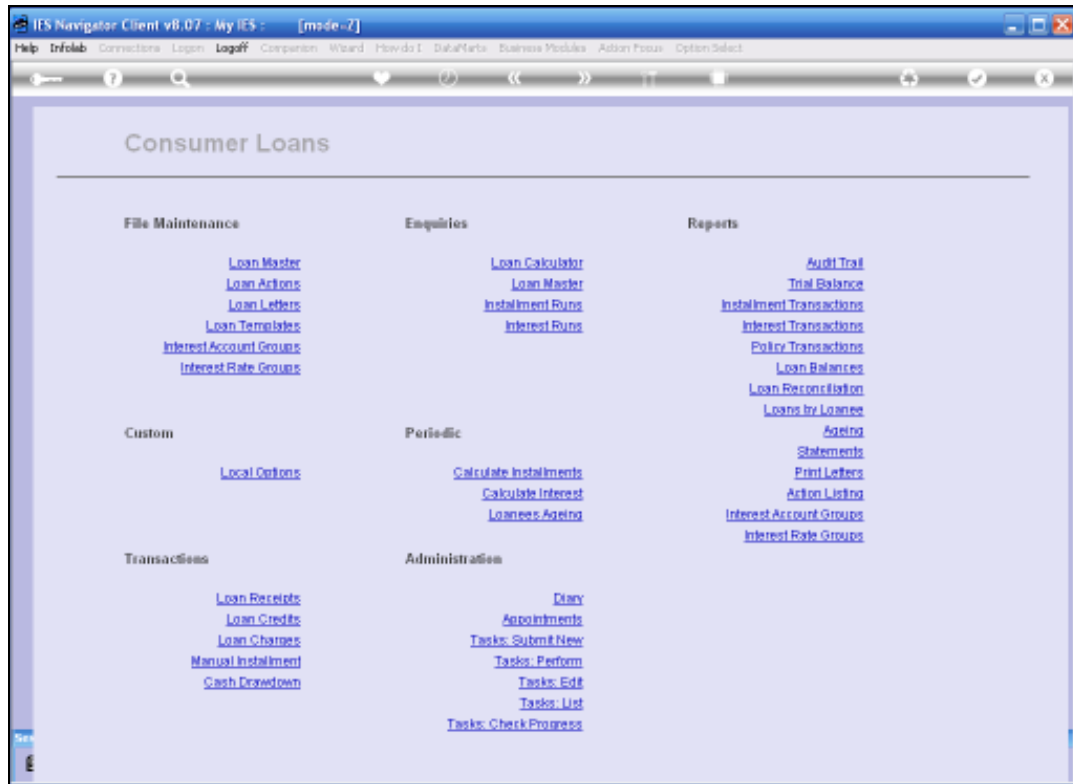 IES Navigator Client v8.07 : My IES : [mode-Z]
Help Infolab Connections Logon Logoff Companion Wizard How do I DataMarts Business Modules Action Focus Option Select
Consumer Loans
File Maintenance
Loan Master
Loan Actions
Loan Letters
Loan Templates
Interest Account Groups
Interest Rate Groups
Enquiries
Loan Calculator
Loan Master
Installment Runs
Interest Runs
Reports
Audit Trail
Trial Balance
Installment Transactions
Interest Transactions
Policy Transactions
Loan Balances
Loan Reconciliation
Loans by Loanee
Ageing
Statements
Print Letters
Action Listing
Interest Account Groups
Interest Rate Groups
Custom
Local Options
Periodic
Calculate Installments
Calculate Interest
Loanees Ageing
Transactions
Loan Receipts
Loan Credits
Loan Charges
Manual Installment
Cash Drawdown
Administration
Diary
Appointments
Tasks: Submit New
Tasks: Perform
Tasks: Edit
Tasks: List
Tasks: Check Progress